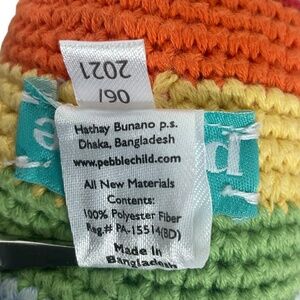 06/
2021
Hathay Bunano p.s.
Dhaka, Bangladesh
www.pebblechild.com
All New Materials
Contents:
100% Polyester Fiber
Reg.# PA-15514(BD)
Made in
Bangladesh